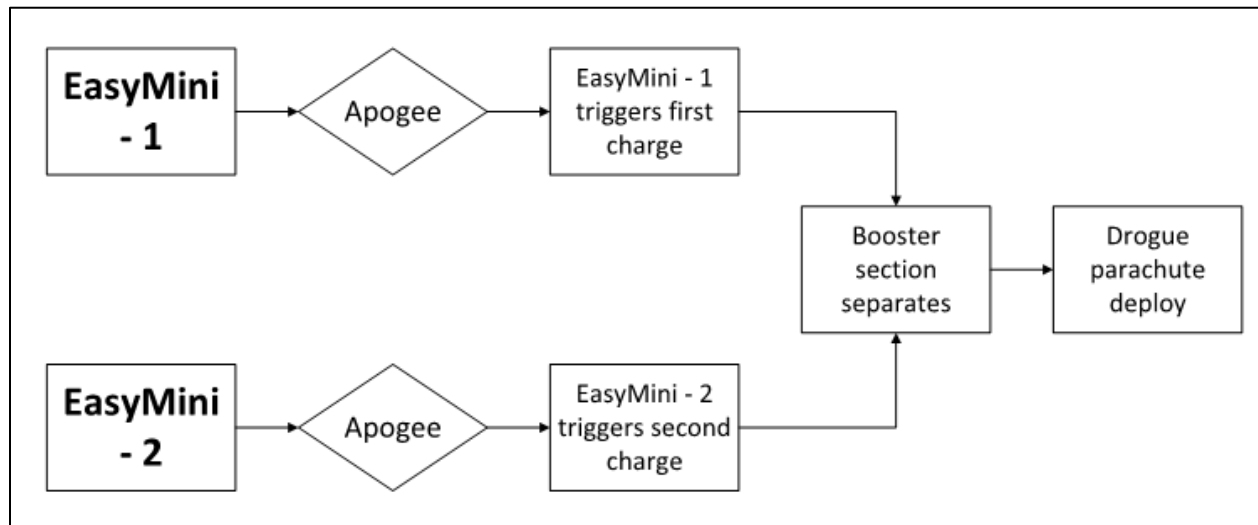 EasyMini
- 1
Apogee
EasyMini - 1
triggers first
charge
Booster
section
separates
Drogue
parachute
deploy
EasyMini
- 2
Apogee
EasyMini - 2
triggers second
charge